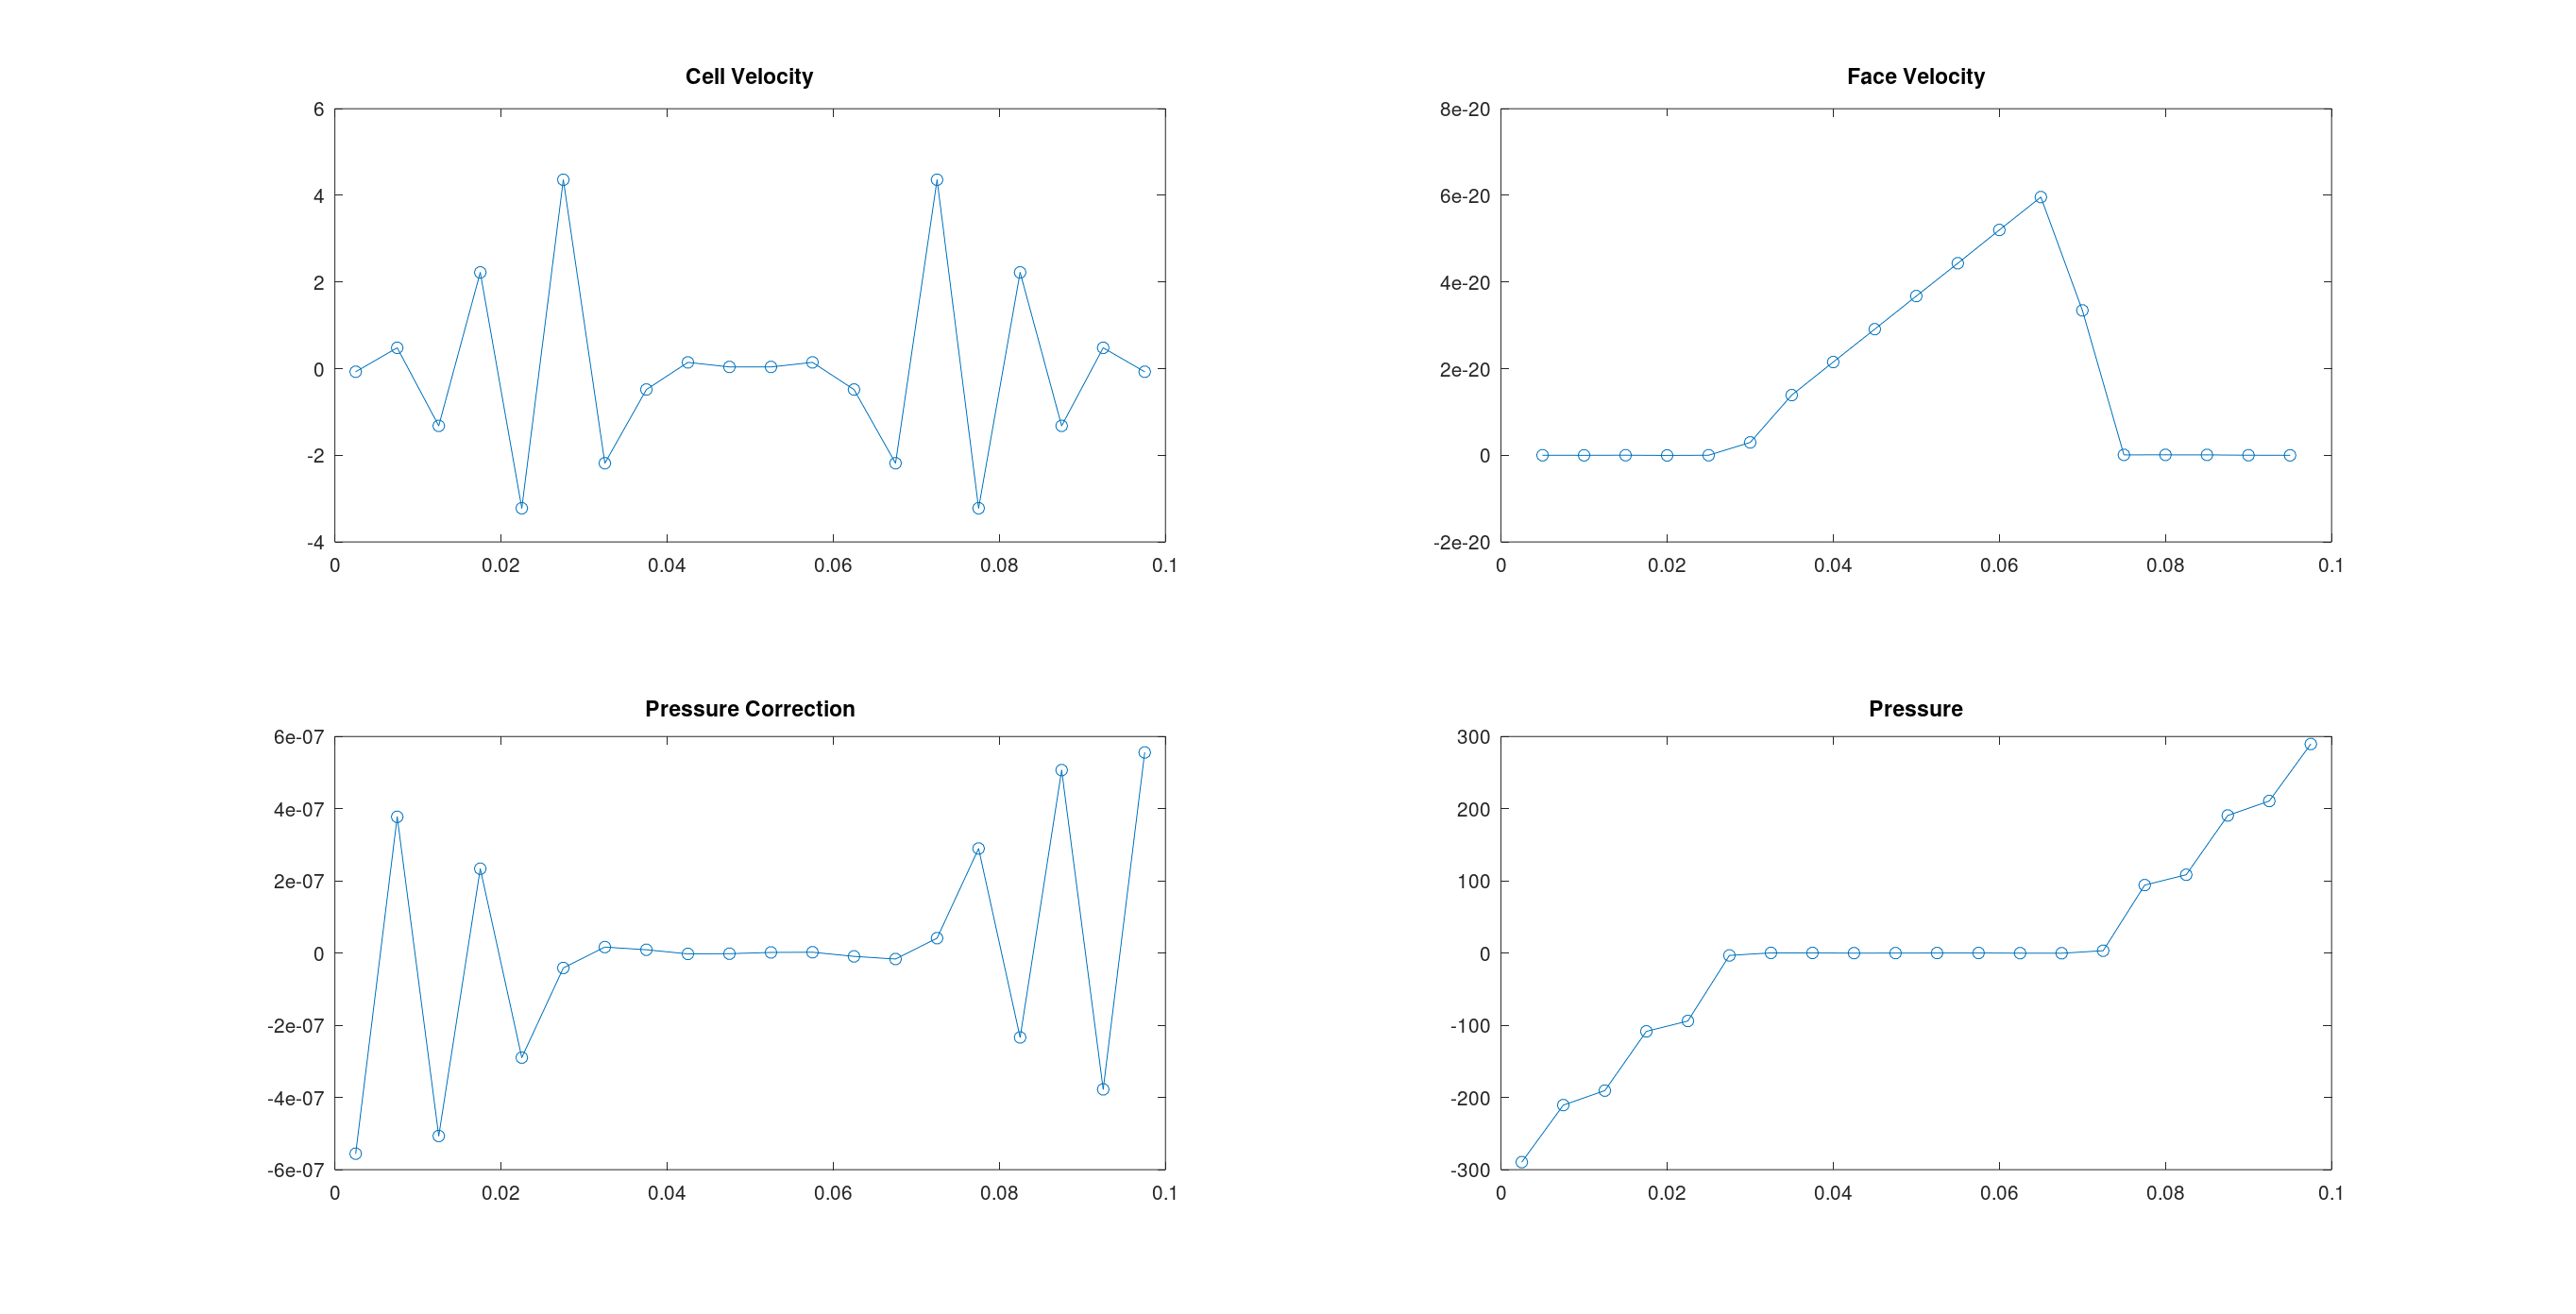 Cell Velocity
6
4
2
0
-2
-4
0 0.02 0.04 0.06 0.08 0.1
Face Velocity
8e-20
6e-20
4e-20
2e-20
0
-2e-20
0 0.02 0.04 0.06 0.08 0.1
Pressure Correction
6e-07
4e-07
2e-07
0
-2e-07
-4e-07
-6e-07
0 0.02 0.04 0.06 0.08 0.1
Pressure
300
200
100
0
-100
-200
-300
0 0.02 0.04 0.06 0.08 0.1